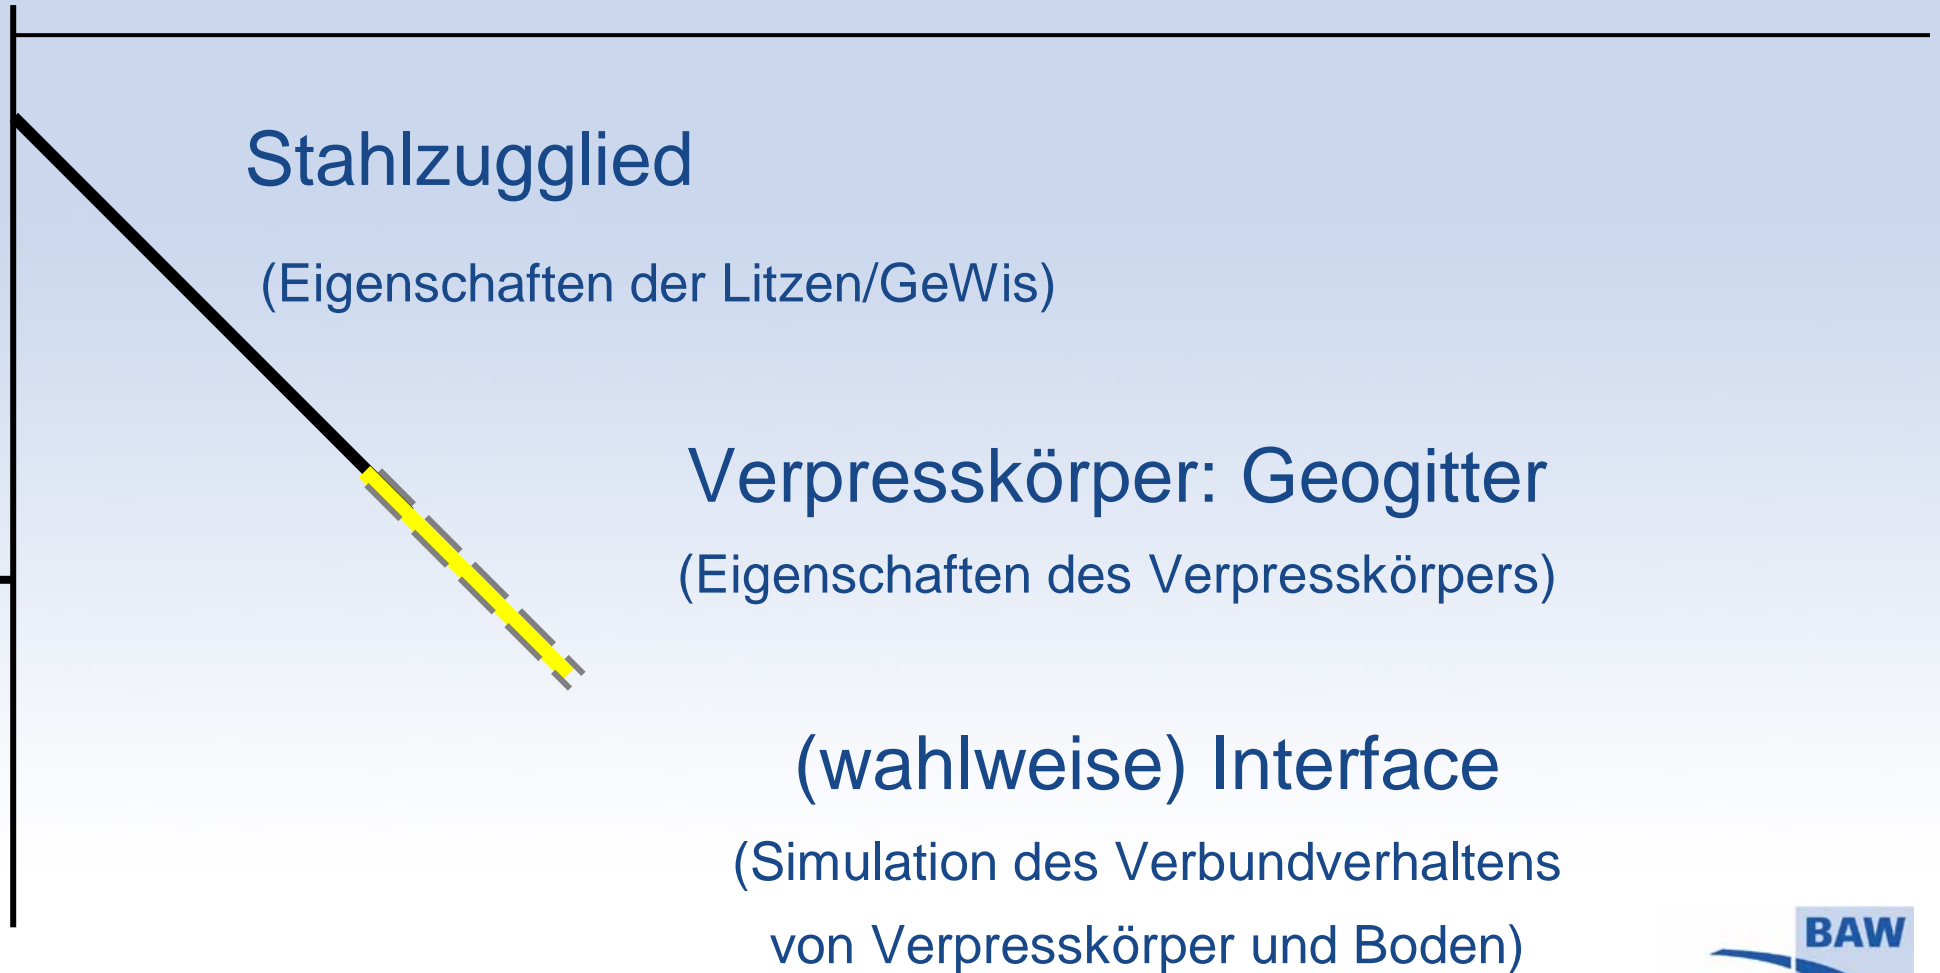 Stahlzugglied
(Eigenschaften der Litzen/GeWis)
Verpresskörper: Geogitter
(Eigenschaften des Verpresskörpers)
(wahlweise) Interface
(Simulation des Verbundverhaltens
von Verpresskörper und Boden)
BAW